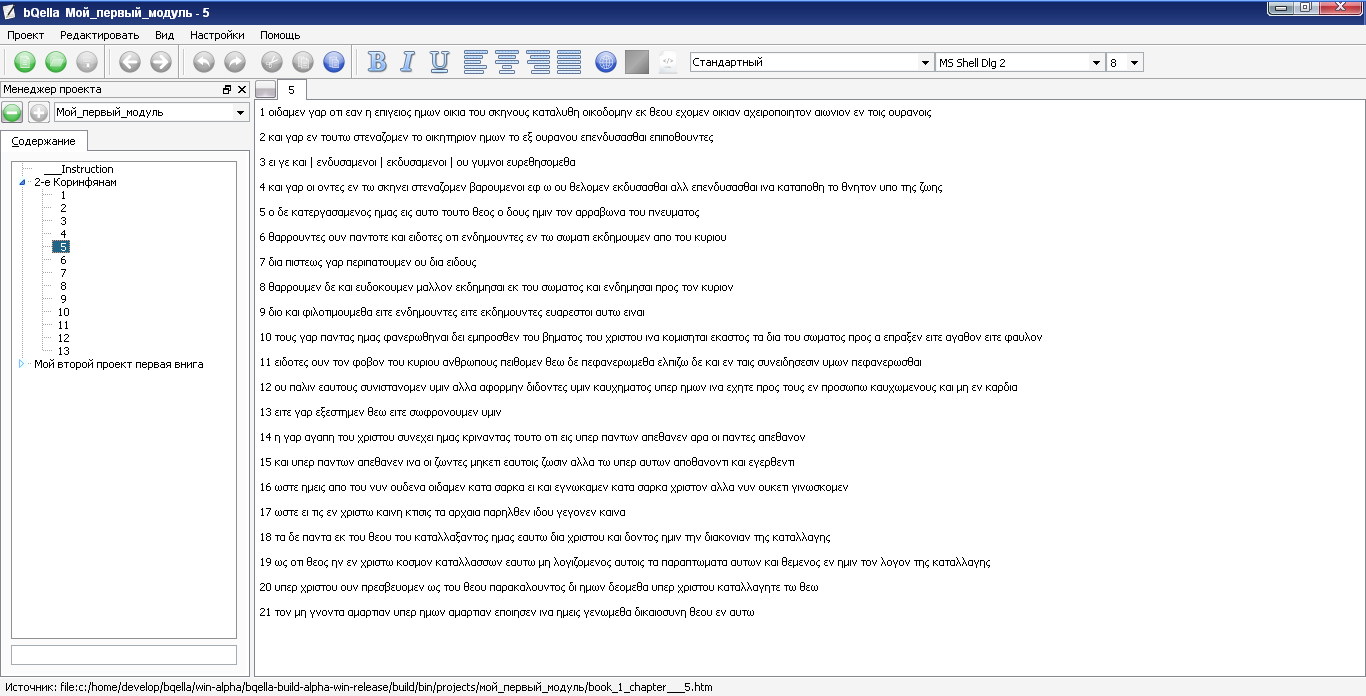 bQella Мой_первый_модуль - 5
Проект Редактировать Вид Настройки Помощь
B I U Стандартный MS Shell Dlg 2 8
Менеджер проекта
5
Мой_первый_модуль
Содержание
___Instruction
2-е Коринфянам
1
2
3
4
5
6
7
8
9
10
11
12
13
Мой второй проект первая внига
1 οιδαμεν γαρ οτι εαν η επιγειος ημων οικια του σκηνους καταλυθη οικοδομην εκ θεου εχομεν οικιαν αχειροποιητον αιωνιον εν τοις ουρανοις
2 και γαρ εν τουτω στεναζομεν το οικητηριον ημων το εξ ουρανου επενδυσασθαι επιποθουντες
3 ει γε και | ενδυσαμενοι | εκδυσαμενοι | ου γυμνοι ευρεθησομεθα
4 και γαρ οι οντες εν τω σκηνει στεναζομεν βαρουμενοι εφ ω ου θελομεν εκδυσασθαι αλλ επενδυσασθαι ινα καταποθη το θνητον υπο της ζωης
5 ο δε κατεργασαμενος ημας εις αυτο τουτο θεος ο δους ημιν τον αρραβωνα του πνευματος
6 θαρρουντες ουν παντοτε και ειδοτες οτι ενδημουντες εν τω σωματι εκδημουμεν απο του κυριου
7 δια πιστεως γαρ περιπατουμεν ου δια ειδους
8 θαρρουμεν δε και ευδοκουμεν μαλλον εκδημησαι εκ του σωματος και ενδημησαι προς τον κυριον
9 διο και φιλοτιμουμεθα ειτε ενδημουντες ειτε εκδημουντες ευαρεστοι αυτω ειναι
10 τους γαρ παντας ημας φανερωθηναι δει εμπροσθεν του βηματος του χριστου ινα κομισηται εκαστος τα δια του σωματος προς α επραξεν ειτε αγαθον ειτε φαυλον
11 ειδοτες ουν τον φοβον του κυριου ανθρωπους πειθομεν θεω δε πεφανερωμεθα ελπιζω δε και εν ταις συνειδησεσιν υμων πεφανερωσθαι
12 ου παλιν εαυτους συνιστανομεν υμιν αλλα αφορμην διδοντες υμιν καυχηματος υπερ ημων ινα εχητε προς τους εν προσωπω καυχωμενους και μη εν καρδια
13 ειτε γαρ εξεστημεν θεω ειτε σωφρονουμεν υμιν
14 η γαρ αγαπη του χριστου συνεχει ημας κριναντας τουτο οτι εις υπερ παντων απεθανεν αρα οι παντες απεθανον
15 και υπερ παντων απεθανεν ινα οι ζωντες μηκετι εαυτοις ζωσιν αλλα τω υπερ αυτων αποθανοντι και εγερθεντι
16 ωστε ημεις απο του νυν ουδενα οιδαμεν κατα σαρκα ει και εγνωκαμεν κατα σαρκα χριστον αλλα νυν ουκετι γινωσκομεν
17 ωστε ει τις εν χριστω καινη κτισις τα αρχαια παρηλθεν ιδου γεγονεν καινα
18 τα δε παντα εκ του θεου του καταλλαξαντος ημας εαυτω δια χριστου και δοντος ημιν την διακονιαν της καταλλαγης
19 ως οτι θεος ην εν χριστω κοσμον καταλλασσων εαυτω μη λογιζομενος αυτοις τα παραπτωματα αυτων και θεμενος εν ημιν τον λογον της καταλλαγης
20 υπερ χριστου ουν πρεσβευομεν ως του θεου παρακαλουντος δι ημων δεομεθα υπερ χριστου καταλλαγητε τω θεω
21 τον μη γνοντα αμαρτιαν υπερ ημων αμαρτιαν εποιησεν ινα ημεις γενωμεθα δικαιοσυνη θεου εν αυτω
Источник: file:c:/home/develop/bqella/win-alpha/bqella-build-alpha-win-release/build/bin/projects/мой_первый_модуль/book_1_chapter___5.htm